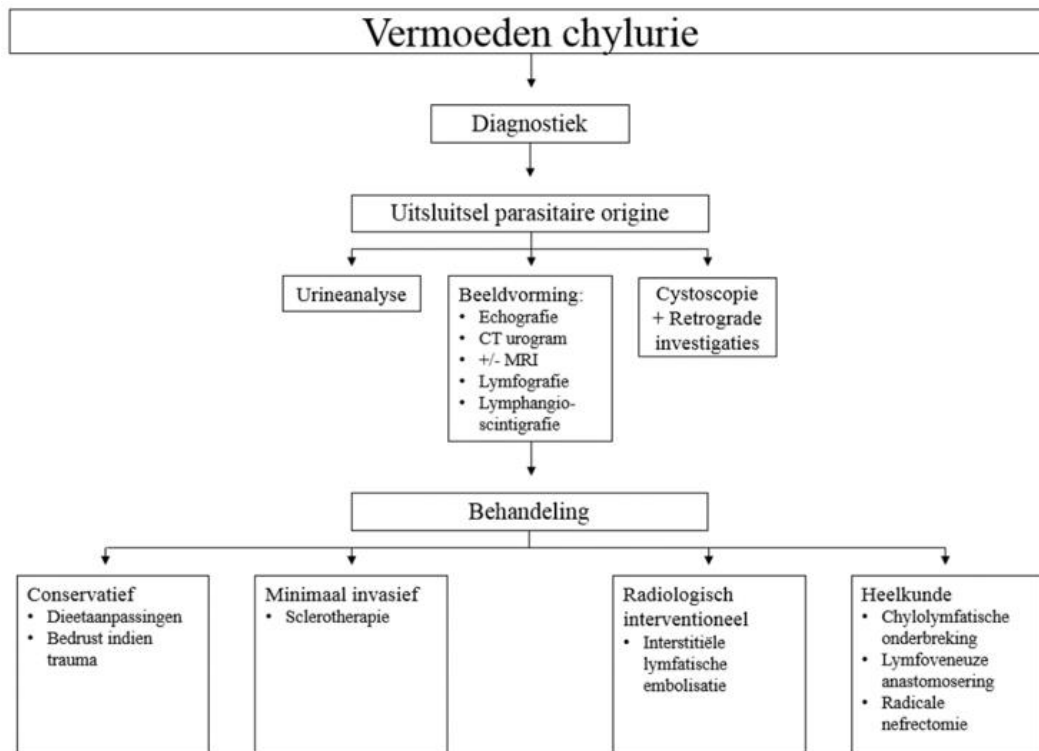 Vermoeden chylurie
Diagnostiek
Uitsluitsel parasitaire origine
Urineanalyse
Beeldvorming:
• Echografie
• CT urogram
• +/- MRI
• Lymfografie
• Lymphangio-
scintigrafie
Cystoscopie
+ Retrograde
investigaties
Behandeling
Conservatief
• Dieetaanpassingen
• Bedrust indien
trauma
Minimaal invasief
• Sclerotherapie
Radiologisch
interventioneel
• Interstitiële
lymfatische
embolisatie
Heelkunde
• Chylolymfatische
onderbreking
• Lymfoveneuze
anastomosering
• Radicale
nefrectomie